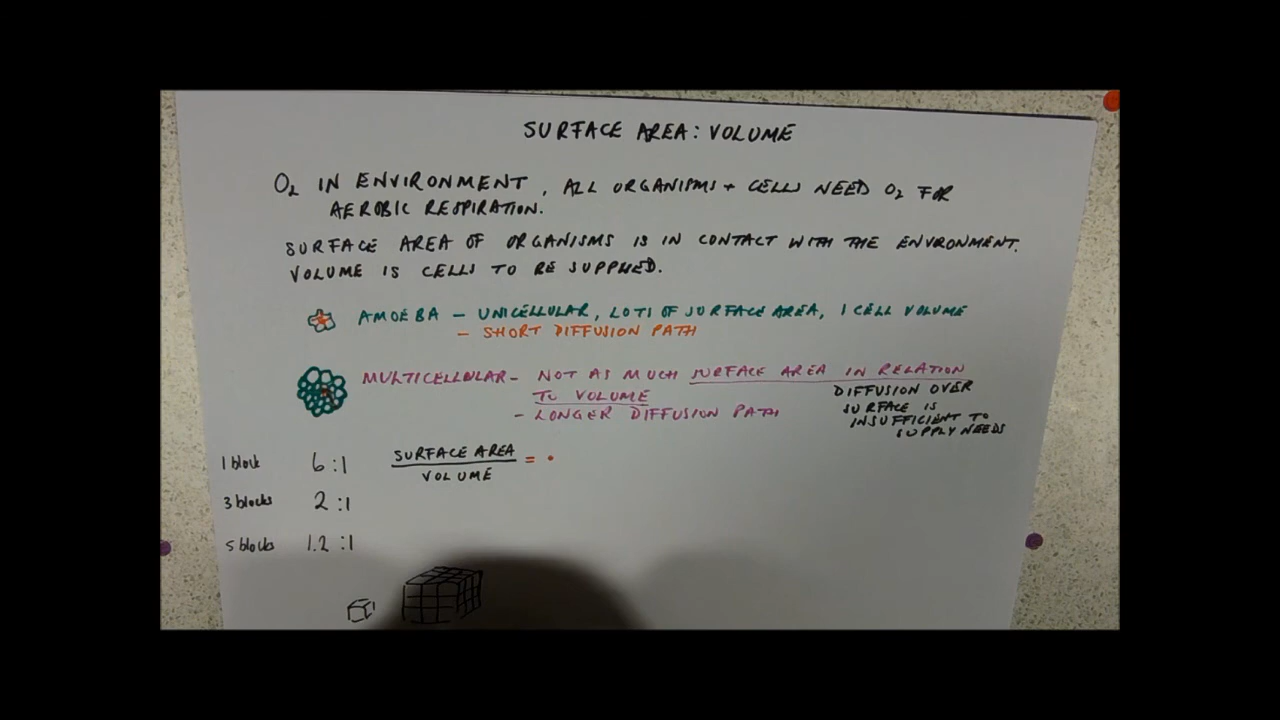 SURFACE AREA: VOLUME
O2 IN ENVIRONMENT, ALL ORGANISMS + CELLS NEED O2 FOR
AEROBIC RESPIRATION.
SURFACE AREA OF ORGANISMS IS IN CONTACT WITH THE ENVIRONMENT.
VOLUME IS CELLS TO BE SUPPLIED.
AMOEBA - UNICELLULAR, LOTS OF SURFACE AREA, 1 CELL VOLUME
- SHORT DIFFUSION PATH
MULTICELLULAR - NOT AS MUCH SURFACE AREA IN RELATION
TO VOLUME
- LONGER DIFFUSION PATH
DIFFUSION OVER
SURFACE IS
INSUFFICIENT TO
SUPPLY NEEDS
1 block 6:1
SURFACE AREA
VOLUME
=
3 blocks 2:1
5 blocks 1.2:1